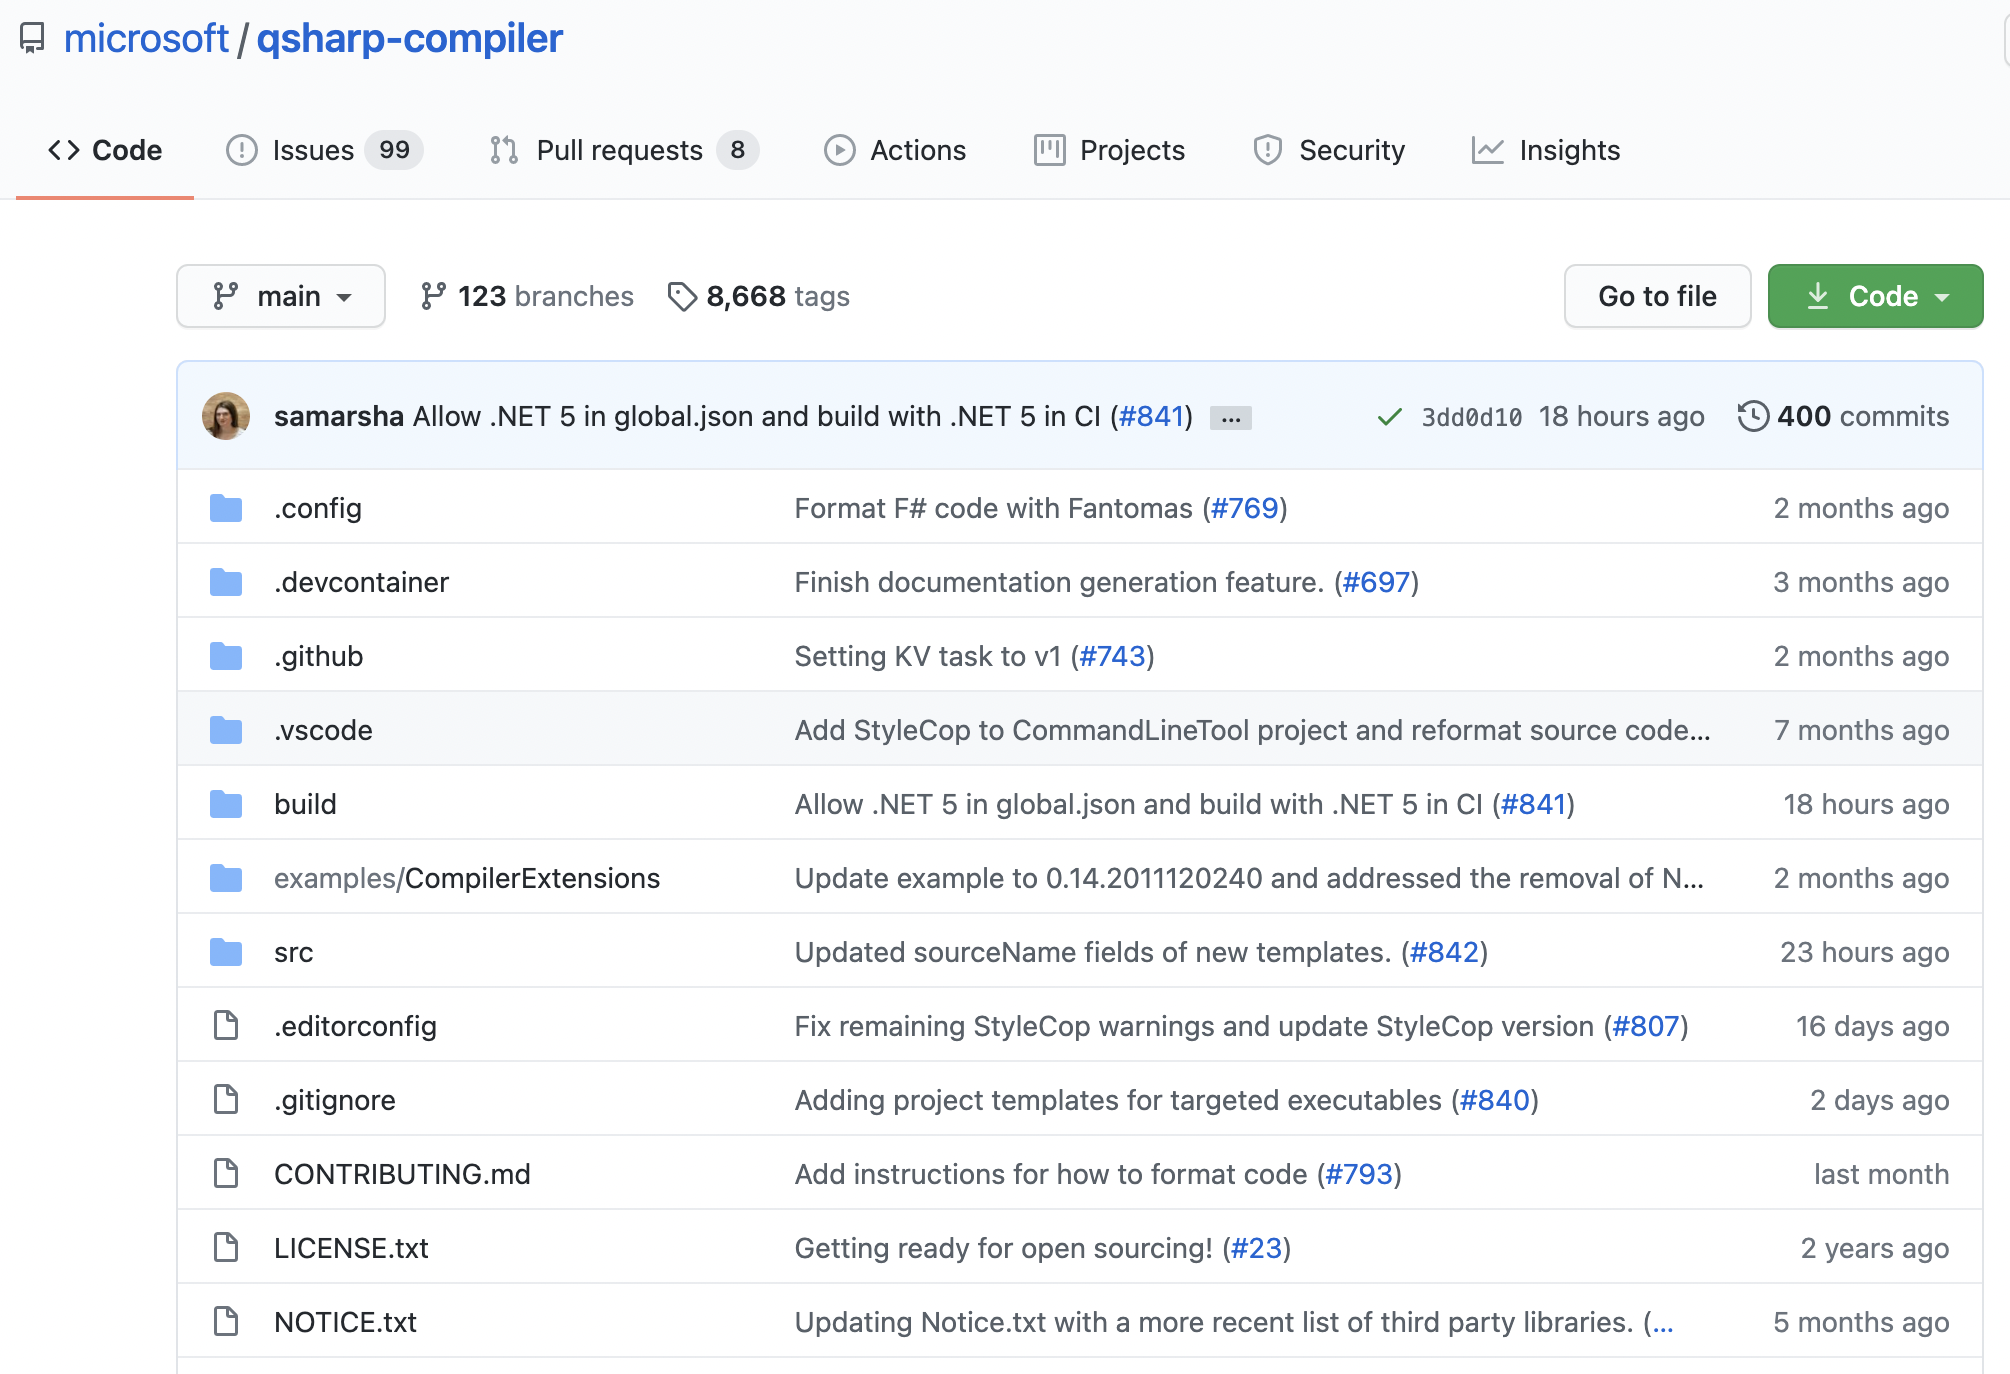 microsoft/qsharp-compiler
Code Issues 99 Pull requests 8 Actions Projects Security Insights
main 123 branches 8,668 tags Go to file Code
samarsha Allow .NET 5 in global.json and build with .NET 5 in CI (#841) ... 3dd0d10 18 hours ago 400 commits
.config Format F# code with Fantomas (#769) 2 months ago
.devcontainer Finish documentation generation feature. (#697) 3 months ago
.github Setting KV task to v1 (#743) 2 months ago
.vscode Add StyleCop to CommandLineTool project and reformat source code... 7 months ago
build Allow .NET 5 in global.json and build with .NET 5 in CI (#841) 18 hours ago
examples/CompilerExtensions Update example to 0.14.2011120240 and addressed the removal of N... 2 months ago
src Updated sourceName fields of new templates. (#842) 23 hours ago
.editorconfig Fix remaining StyleCop warnings and update StyleCop version (#807) 16 days ago
.gitignore Adding project templates for targeted executables (#840) 2 days ago
CONTRIBUTING.md Add instructions for how to format code (#793) last month
LICENSE.txt Getting ready for open sourcing! (#23) 2 years ago
NOTICE.txt Updating Notice.txt with a more recent list of third party libraries. (... 5 months ago